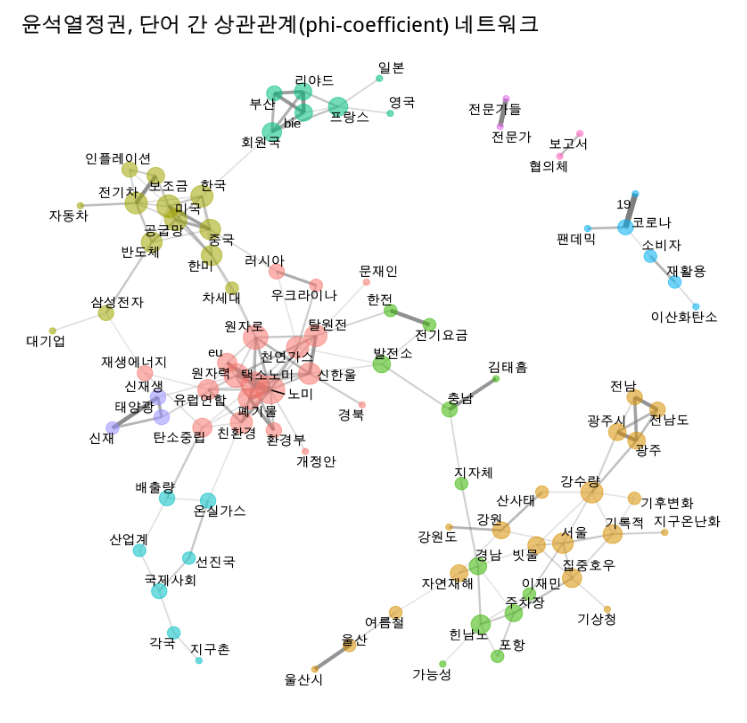 윤석열정권, 단어 간 상관관계(phi-coefficient) 네트워크
일본
리야드
부산
영국
bie
프랑스
회원국
전문가들
전문가
보고서
협의체
인플레이션
보조금
한국
전기차
미국
자동차
공급망
중국
반도체
한미
19
코로나
팬데믹
소비자
재활용
이산화탄소
러시아
문재인
차세대
우크라이나
한전
삼성전자
원자로
탈원전
전기요금
대기업
eu
천연가스
발전소
재생에너지
원자력
택소노미
신한울
김태흠
신재생
유럽연합
노미
충남
태양광
폐기물
경북
신재
탄소중립
친환경
환경부
개정안
전남
광주시
전남도
광주
지자체
강수량
배출량
온실가스
산사태
기후변화
강원
기록적
지구온난화
강원도
서울
산업계
선진국
경남
빗물
집중호우
국제사회
자연재해
이재민
주차장
여름철
기상청
각국
지구촌
울산
힌남노
포항
울산시
가능성